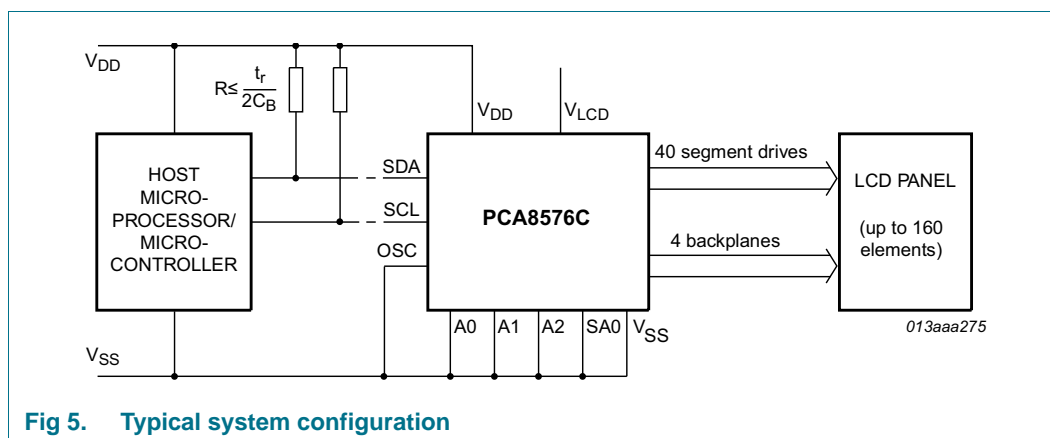 VDD
R≤ tr
2CB
VDD
VLCD
HOST
MICRO-
PROCESSOR/
MICRO-
CONTROLLER
SDA
SCL
OSC
PCA8576C
40 segment drives
4 backplanes
LCD PANEL
(up to 160
elements)
A0 A1 A2 SA0 VSS
013aaa275
VSS
Fig 5. Typical system configuration